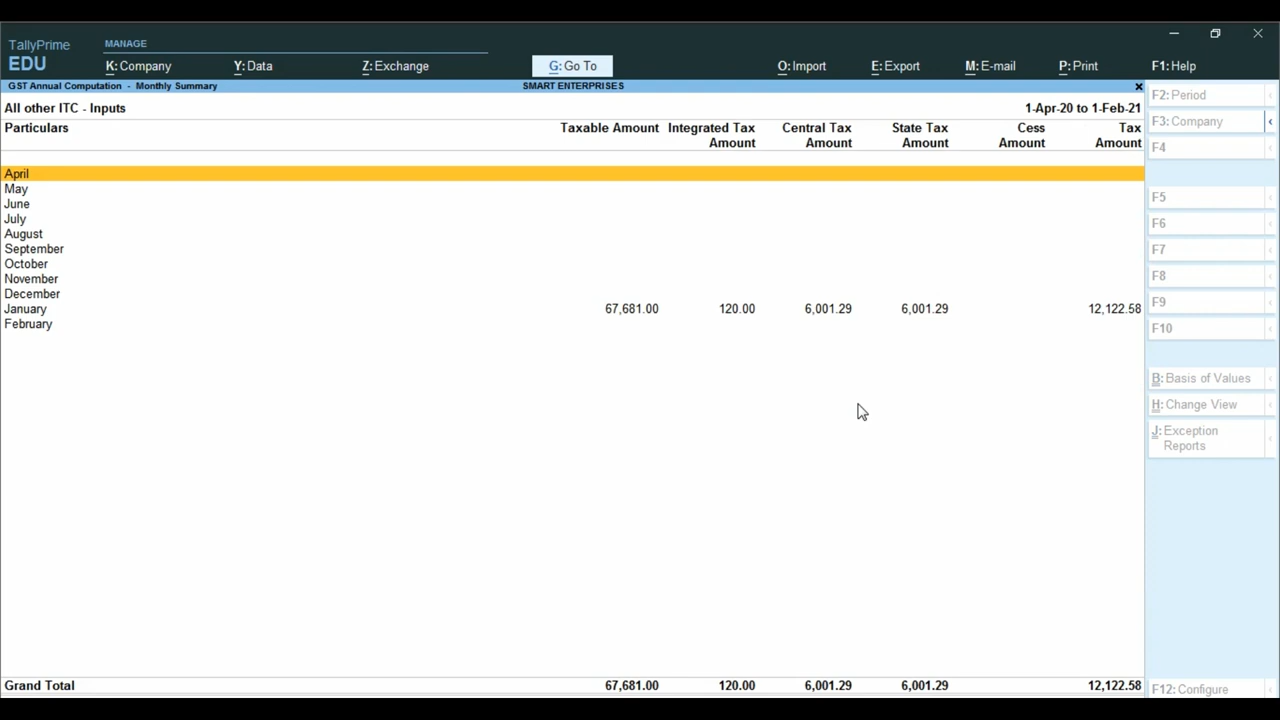 TallyPrime
EDU
MANAGE
K: Company Y: Data Z: Exchange G: Go To O: Import E: Export M: E-mail P: Print F1: Help
GST Annual Computation - Monthly Summary SMART ENTERPRISES x
All other ITC - Inputs 1-Apr-20 to 1-Feb-21
Particulars Taxable Amount Integrated Tax Central Tax State Tax Cess Tax
Amount Amount Amount Amount Amount
April
May
June
July
August
September
October
November
December
January 67,681.00 120.00 6,001.29 6,001.29 12,122.58
February
Grand Total 67,681.00 120.00 6,001.29 6,001.29 12,122.58
F2: Period
F3: Company
F4
F5
F6
F7
F8
F9
F10
B: Basis of Values
H: Change View
J: Exception
Reports
F12: Configure